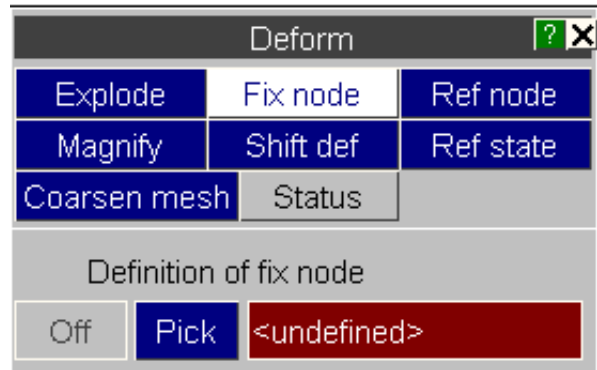 Deform ? X
Explode Fix node Ref node
Magnify Shift def Ref state
Coarsen mesh Status
Definition of fix node
Off Pick <undefined>